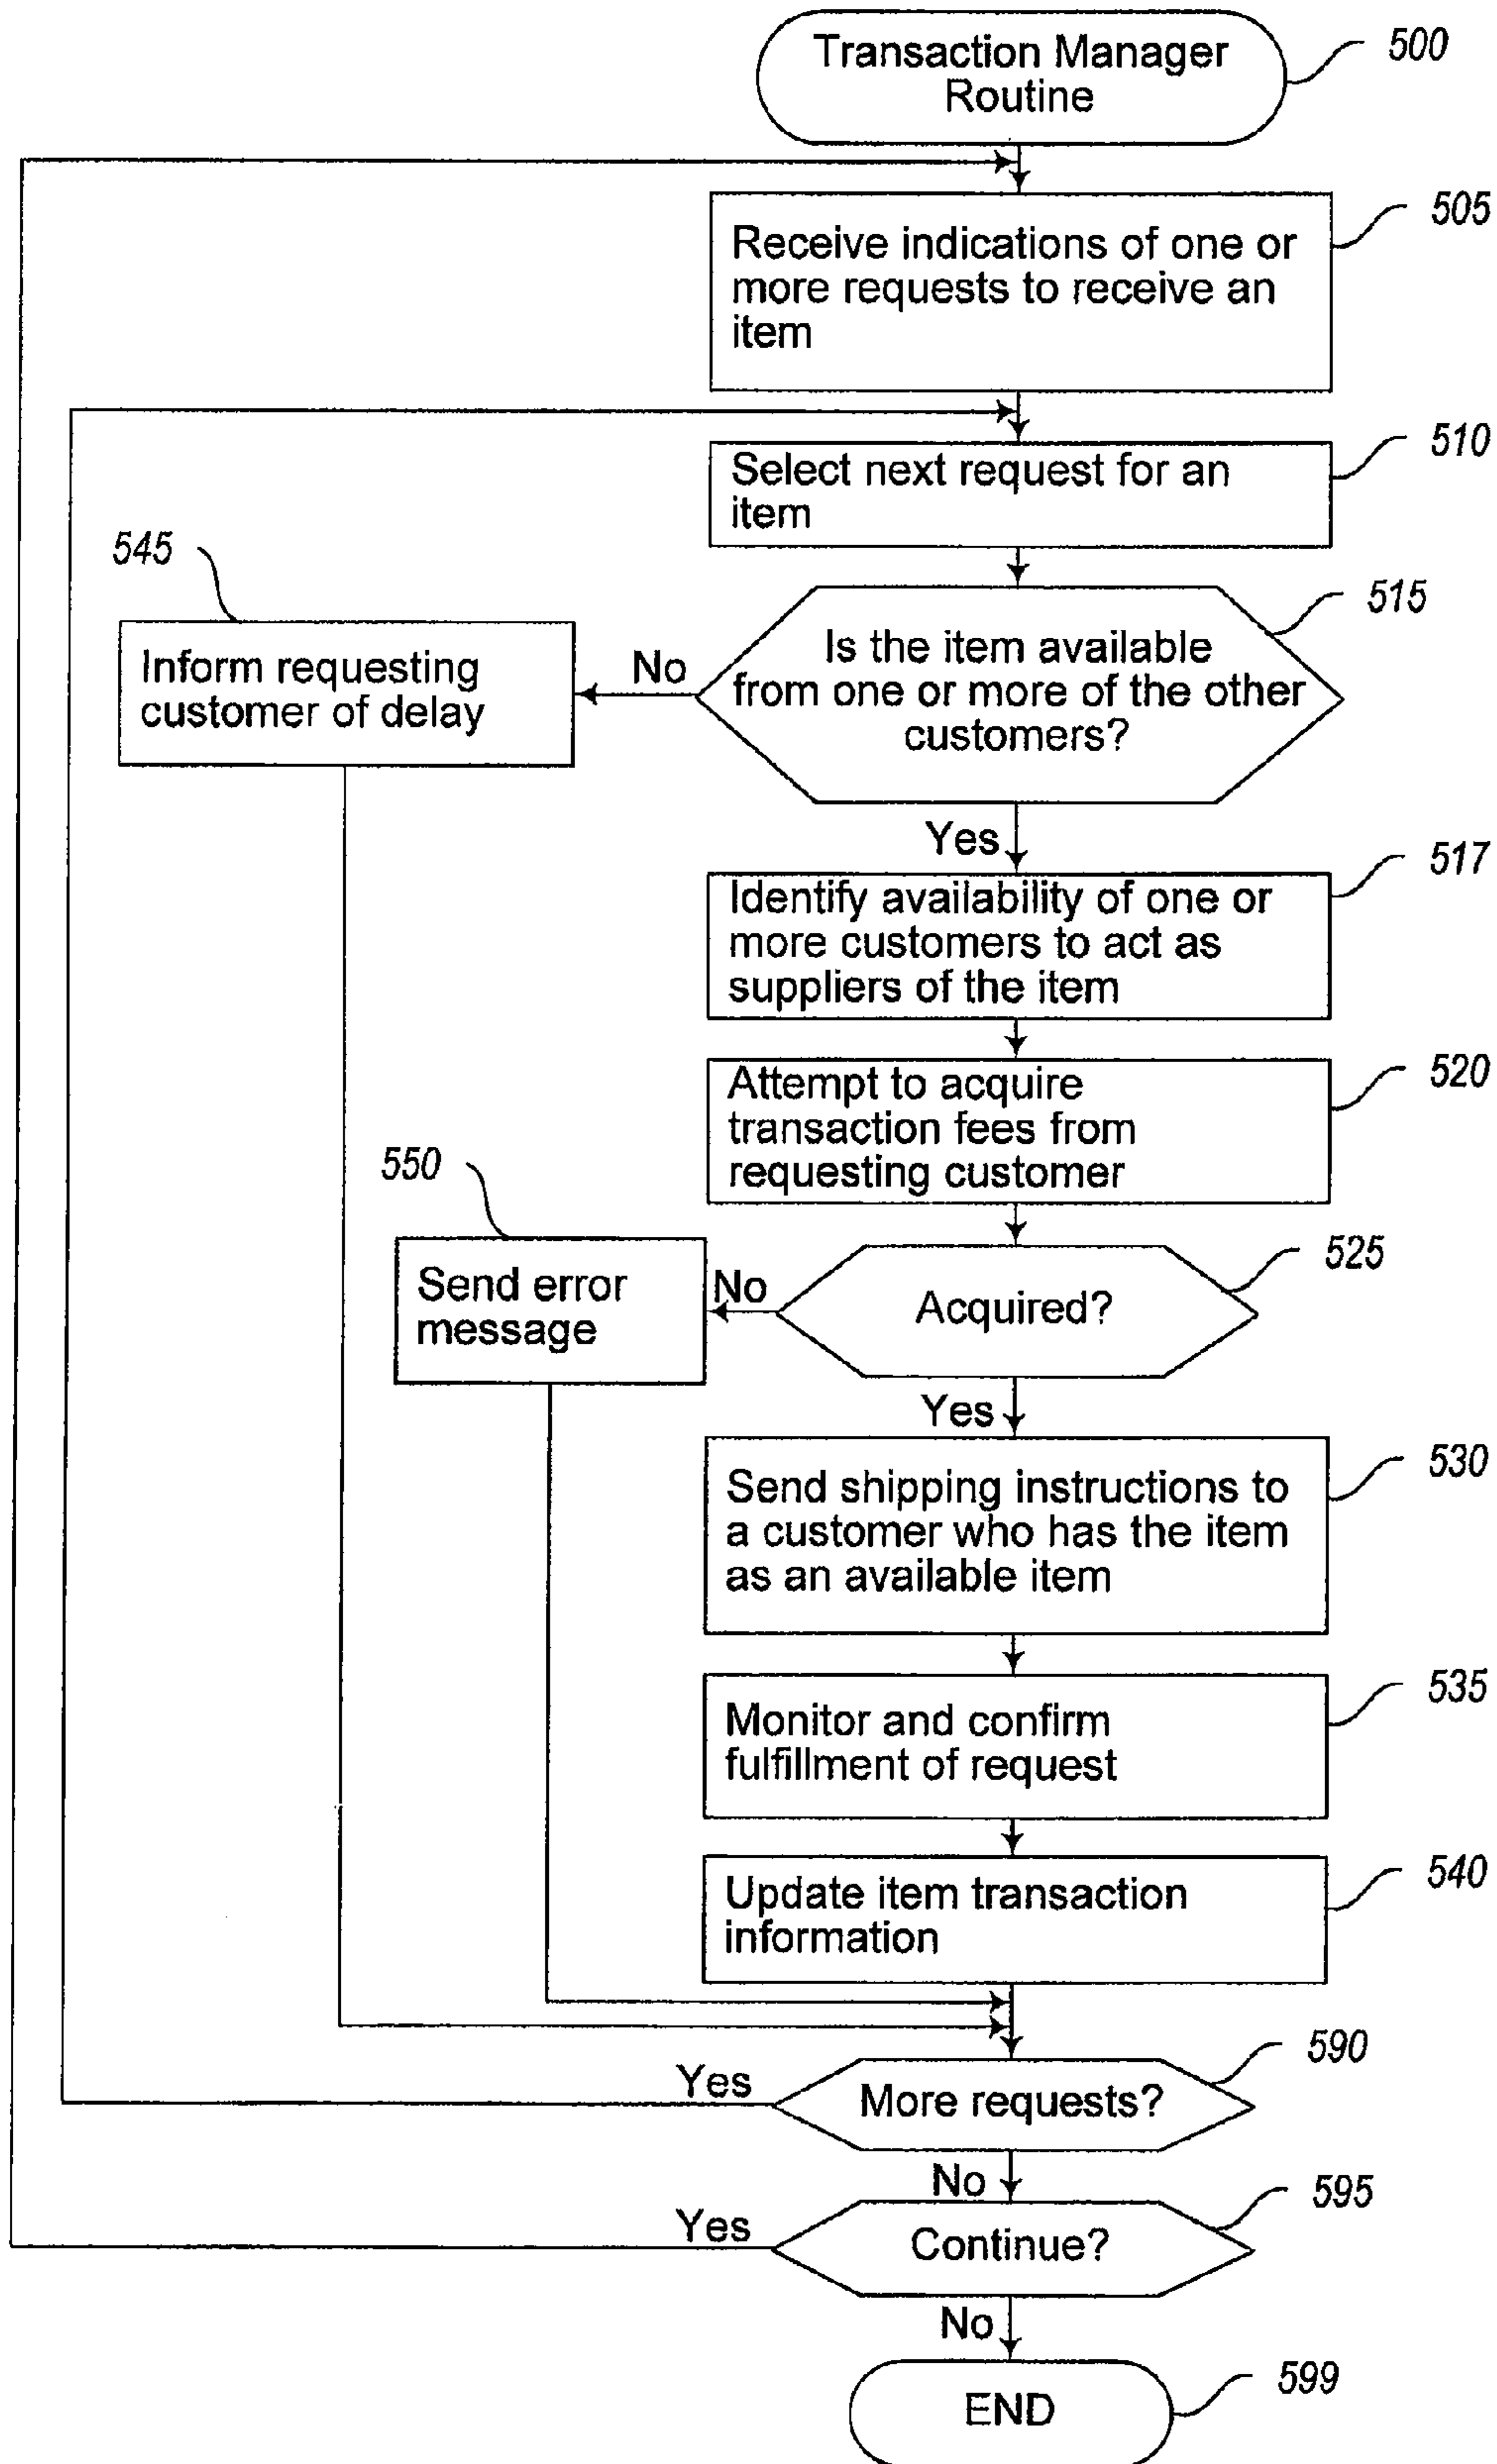 Transaction Manager
Routine
500
Receive indications of one or
more requests to receive an
item
505
Select next request for an
item
510
545
Inform requesting
customer of delay
No
Is the item available
from one or more of the other
customers?
515
Yes
Identify availability of one or
more customers to act as
suppliers of the item
517
Attempt to acquire
transaction fees from
requesting customer
520
550
Send error
message
No
Acquired?
525
Yes
Send shipping instructions to
a customer who has the item
as an available item
530
Monitor and confirm
fulfillment of request
535
Update item transaction
information
540
Yes
More requests?
590
No
Yes
Continue?
595
No
END
599